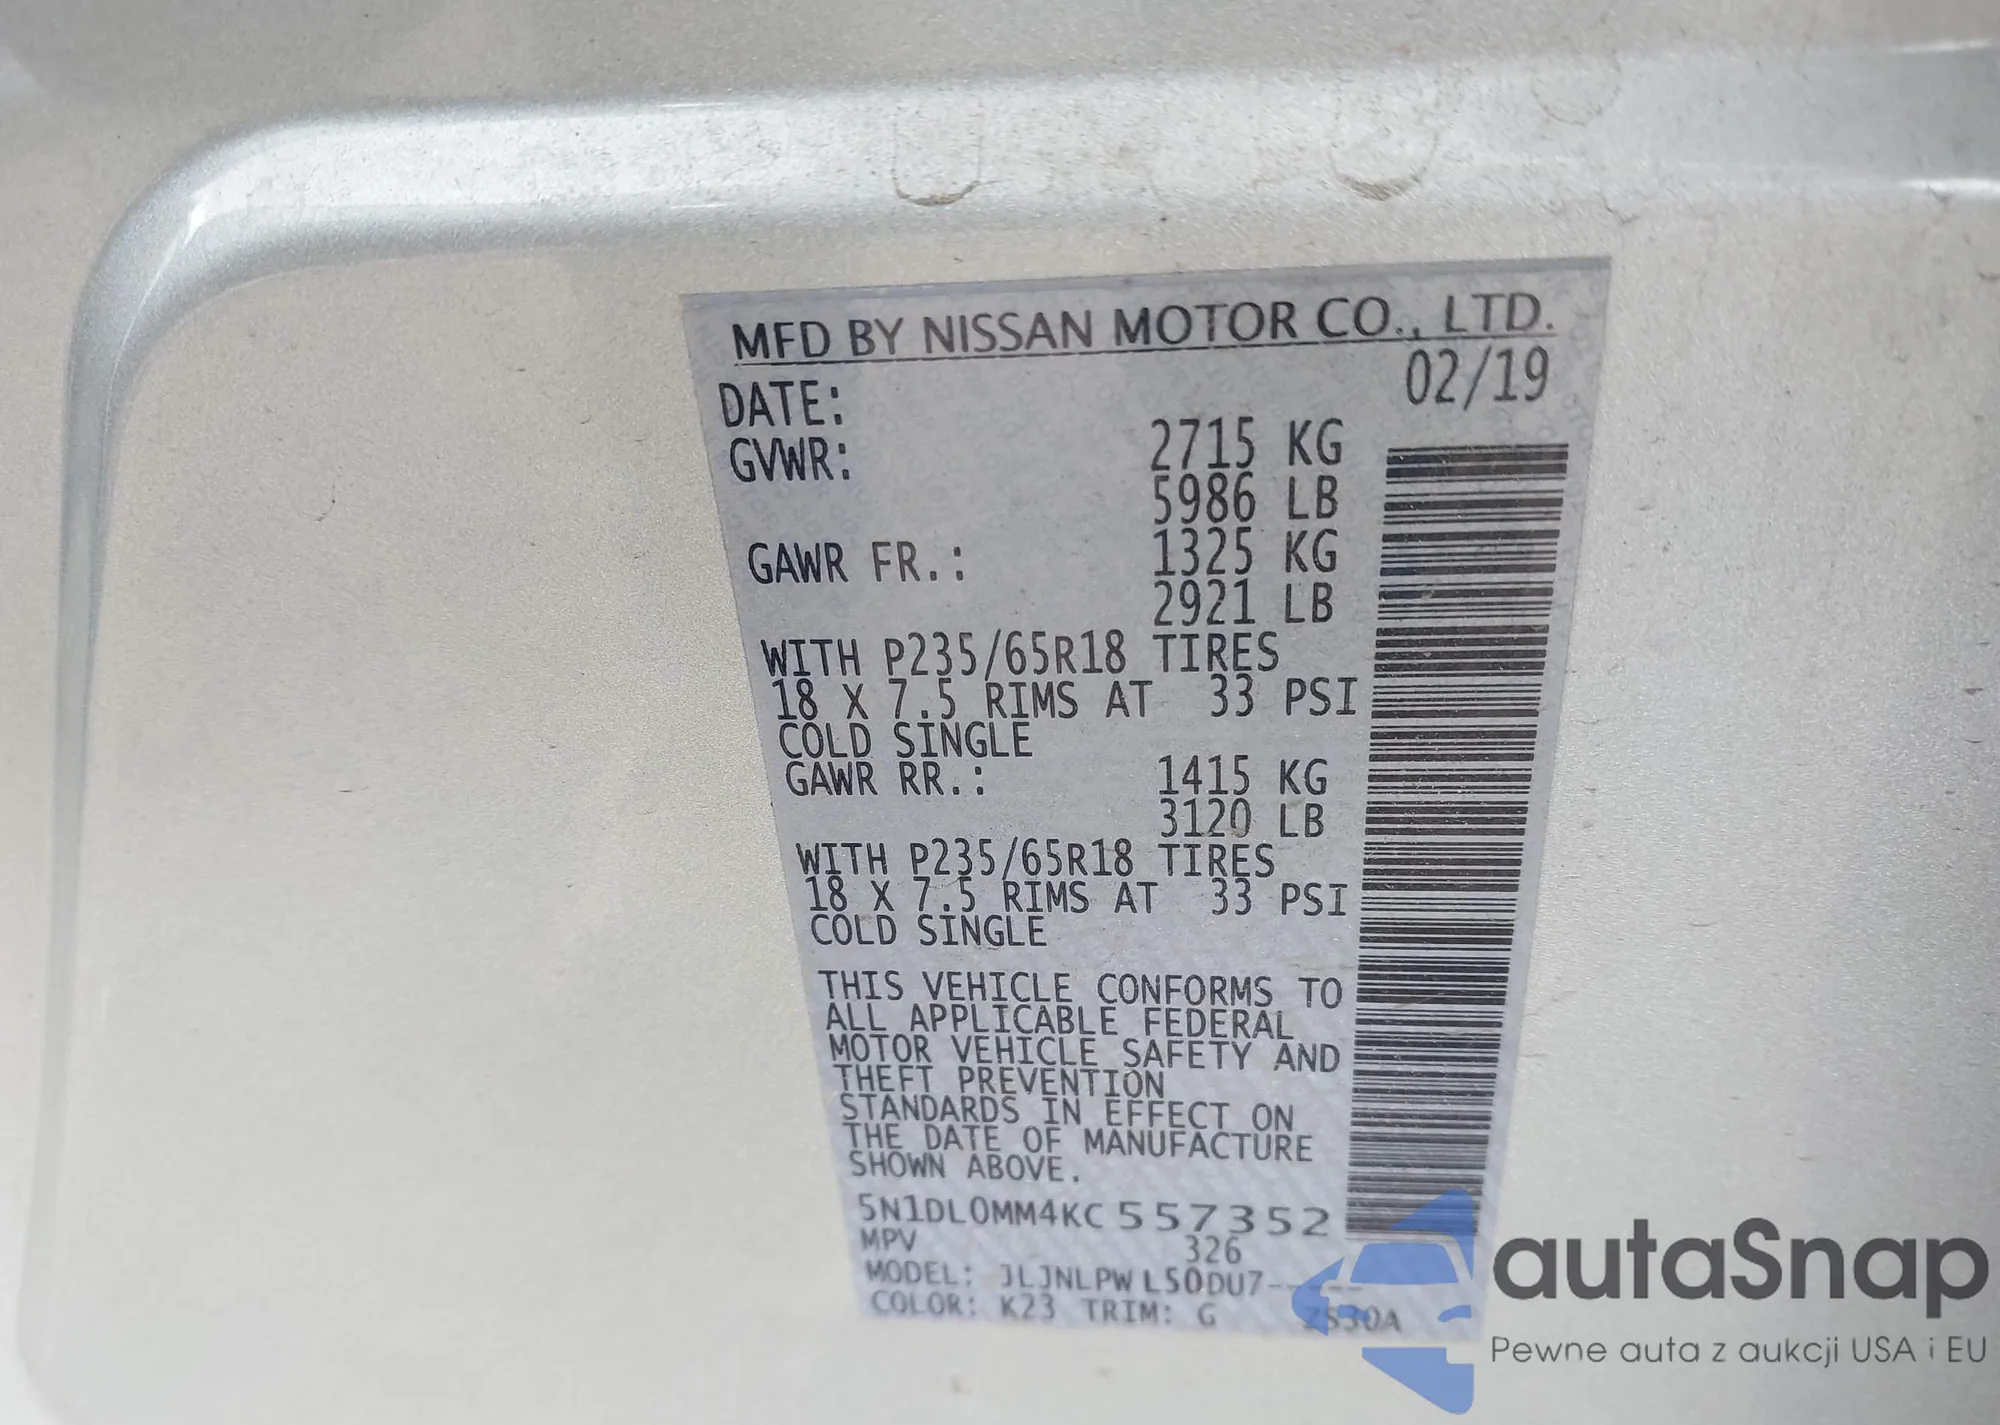 MFD BY NISSAN MOTOR CO., LTD.
DATE: 02/19
GVWR: 2715 KG
5986 LB
GAWR FR.: 1325 KG
2921 LB
WITH P235/65R18 TIRES
18 X 7.5 RIMS AT 33 PSI
COLD SINGLE
GAWR RR.: 1415 KG
3120 LB
WITH P235/65R18 TIRES
18 X 7.5 RIMS AT 33 PSI
COLD SINGLE
THIS VEHICLE CONFORMS TO
ALL APPLICABLE FEDERAL
MOTOR VEHICLE SAFETY AND
THEFT PREVENTION
STANDARDS IN EFFECT ON
THE DATE OF MANUFACTURE
SHOWN ABOVE.
5N1DL0MM4KC557352
MPV 326
MODEL: JLJNLPW L50DU7-----
COLOR: K23 TRIM: G ZS30A
autaSnap
Pewne auta z aukcji USA i EU